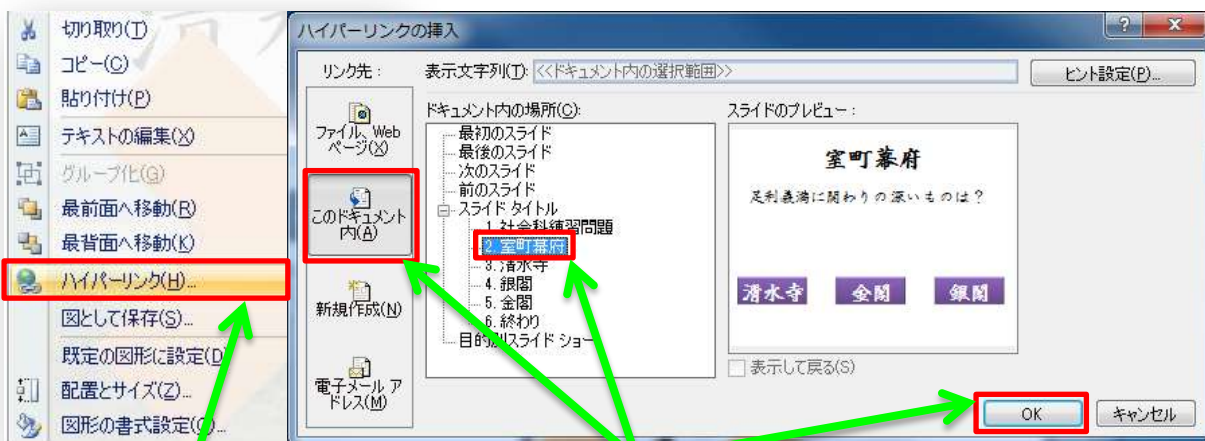 切り取り(T)
コピー(C)
貼り付け(P)
テキストの編集(X)
グループ化(G)
最前面へ移動(R)
最背面へ移動(K)
ハイパーリンク(H)...
図として保存(S)...
既定の図形に設定(D)
配置とサイズ(Z)...
図形の書式設定(O)...
ハイパーリンクの挿入
リンク先:
表示文字列(T): <<ドキュメント内の選択範囲>>
ヒント設定(P)...
ファイル、Web
ページ(X)
このドキュメント
内(A)
新規作成(N)
電子メール ア
ドレス(M)
ドキュメント内の場所(C):
最初のスライド
最後のスライド
次のスライド
前のスライド
スライド タイトル
1. 社会科練習問題
2. 室町幕府
3. 清水寺
4. 銀閣
5. 金閣
6. 終わり
目的別スライド ショー
スライドのプレビュー:
室町幕府
足利義満に関わりの深いものは?
清水寺 金閣 銀閣
表示して戻る(S)
OK キャンセル